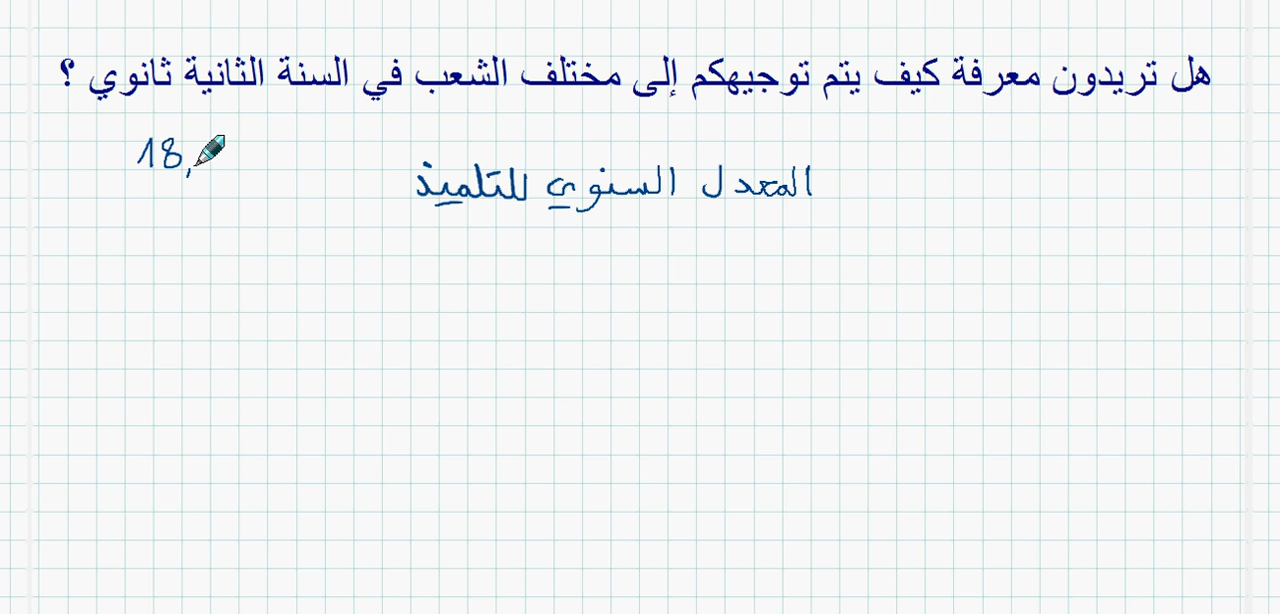 هل تريدون معرفة كيف يتم توجيهكم إلى مختلف الشعب في السنة الثانية ثانوي ؟
المعدل السنوي للتلميذ
18,